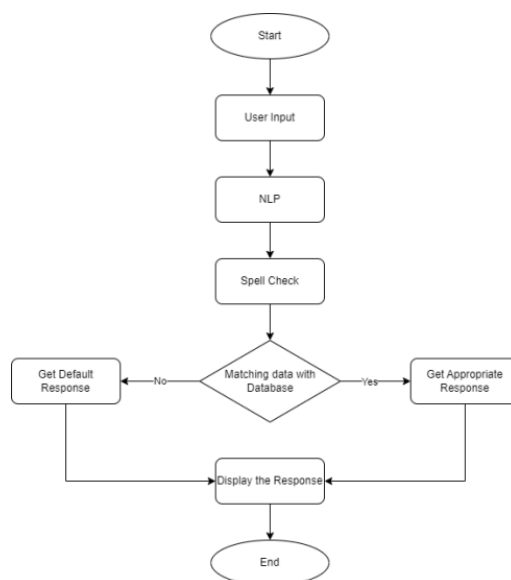 Start
User Input
NLP
Spell Check
Matching data with
Database
No
Yes
Get Default
Response
Get Appropriate
Response
Display the Response
End